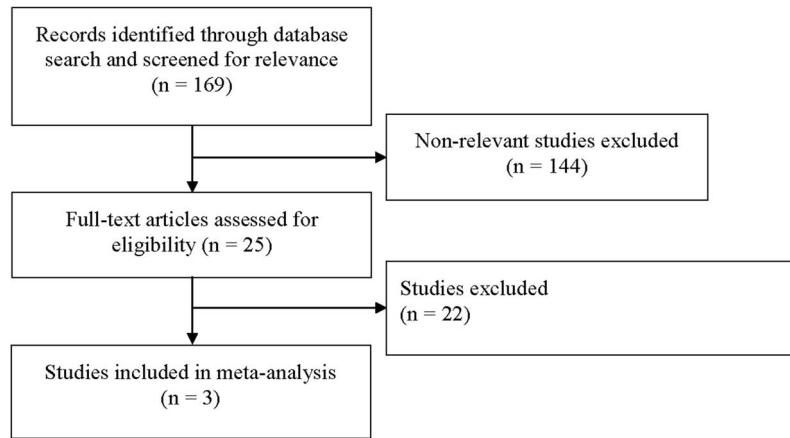 Records identified through database
search and screened for relevance
(n = 169)
Non-relevant studies excluded
(n = 144)
Full-text articles assessed for
eligibility (n = 25)
Studies excluded
(n = 22)
Studies included in meta-analysis
(n = 3)